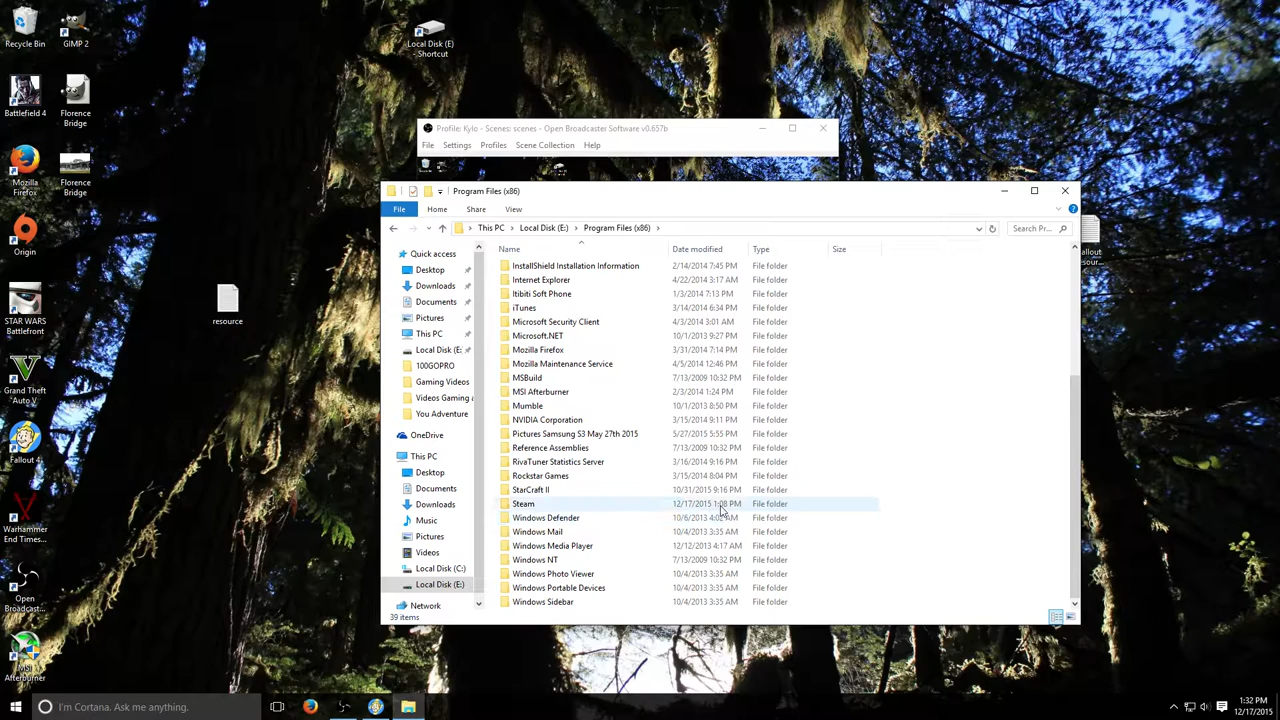 Recycle Bin
GIMP 2
Local Disk (E)
- Shortcut
Battlefield 4
Florence
Bridge
Mozilla
Firefox
Florence
Bridge
Origin
STAR WARS
Battlefront
resource
Grand Theft
Auto V
Fallout 4
Warhammer
End Times...
Open
Broadcast...
MSI
Afterburner
Profile: Kylo - Scenes: scenes - Open Broadcaster Software v0.657b
File Settings Profiles Scene Collection Help
Program Files (x86)
File Home Share View
This PC > Local Disk (E:) > Program Files (x86) >
Search Pr...
Name Date modified Type Size
Quick access
Desktop
Downloads
Documents
Pictures
This PC
Local Disk (E:
100GOPRO
Gaming Videos
Videos Gaming a
You Adventure
OneDrive
This PC
Desktop
Documents
Downloads
Music
Pictures
Videos
Local Disk (C:)
Local Disk (E:)
Network
InstallShield Installation Information 2/14/2014 7:45 PM File folder
Internet Explorer 4/22/2014 3:17 AM File folder
Itibiti Soft Phone 1/3/2014 7:13 PM File folder
iTunes 3/14/2014 6:34 PM File folder
Microsoft Security Client 4/3/2014 3:01 AM File folder
Microsoft.NET 10/1/2013 9:27 PM File folder
Mozilla Firefox 3/31/2014 7:14 PM File folder
Mozilla Maintenance Service 4/5/2014 12:46 PM File folder
MSBuild 7/13/2009 10:32 PM File folder
MSI Afterburner 2/3/2014 1:24 PM File folder
Mumble 10/1/2013 8:50 PM File folder
NVIDIA Corporation 3/15/2014 9:11 PM File folder
Pictures Samsung S3 May 27th 2015 5/27/2015 5:55 PM File folder
Reference Assemblies 7/13/2009 10:32 PM File folder
RivaTuner Statistics Server 3/16/2014 9:16 PM File folder
Rockstar Games 3/15/2014 8:04 PM File folder
StarCraft II 10/31/2015 9:16 PM File folder
Steam 12/17/2015 1:08 PM File folder
Windows Defender 10/6/2013 4:02 AM File folder
Windows Mail 10/4/2013 3:35 AM File folder
Windows Media Player 12/12/2013 4:17 AM File folder
Windows NT 7/13/2009 10:32 PM File folder
Windows Photo Viewer 10/4/2013 3:35 AM File folder
Windows Portable Devices 10/4/2013 3:35 AM File folder
Windows Sidebar 10/4/2013 3:35 AM File folder
39 items
I'm Cortana. Ask me anything.
1:32 PM
12/17/2015